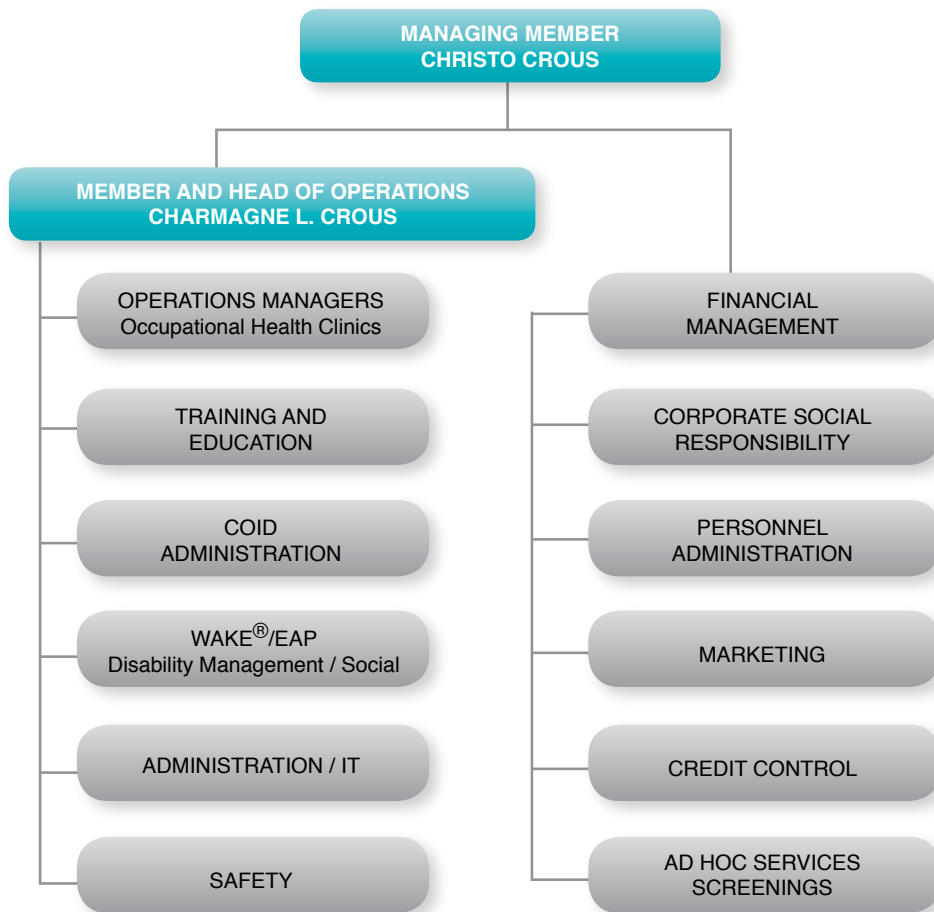 MANAGING MEMBER
CHRISTO CROUS
MEMBER AND HEAD OF OPERATIONS
CHARMAGNE L. CROUS
OPERATIONS MANAGERS
Occupational Health Clinics
TRAINING AND
EDUCATION
COID
ADMINISTRATION
WAKE®/EAP
Disability Management / Social
ADMINISTRATION / IT
SAFETY
FINANCIAL
MANAGEMENT
CORPORATE SOCIAL
RESPONSIBILITY
PERSONNEL
ADMINISTRATION
MARKETING
CREDIT CONTROL
AD HOC SERVICES
SCREENINGS